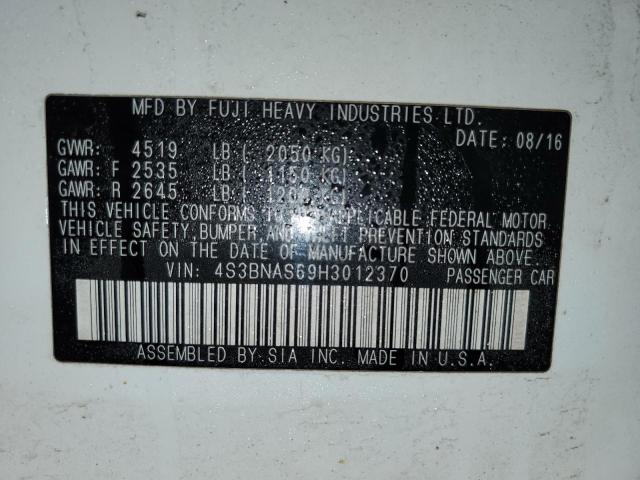 MFD BY FUJI HEAVY INDUSTRIES LTD.
DATE: 08/16
GVWR: 4519 LB ( 2050 KG)
GAWR: F 2535 LB ( 1150 KG)
GAWR: R 2645 LB (
THIS VEHICLE CONFORMS TO ALL APPLICABLE FEDERAL MOTOR
VEHICLE SAFETY, BUMPER AND THEFT PREVENTION STANDARDS
IN EFFECT ON THE DATE OF MANUFACTURE SHOWN ABOVE.
VIN: 4S3BNAS69H3012370 PASSENGER CAR
ASSEMBLED BY SIA INC. MADE IN U.S.A.